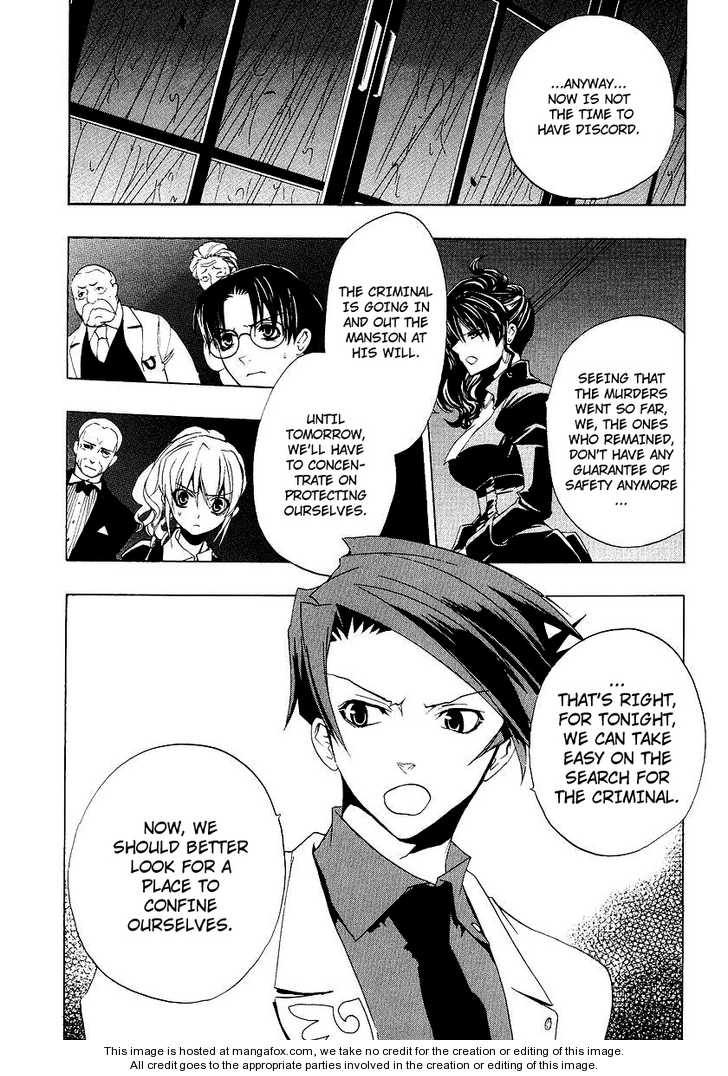 ...ANYWAY...
NOW IS NOT
THE TIME TO
HAVE DISCORD.
THE CRIMINAL
IS GOING IN
AND OUT THE
MANSION AT
HIS WILL.
SEEING THAT
THE MURDERS
WENT SO FAR,
WE, THE ONES
WHO REMAINED,
DON'T HAVE ANY
GUARANTEE OF
SAFETY ANYMORE
...
UNTIL
TOMORROW,
WE'LL HAVE
TO CONCEN-
TRATE ON
PROTECTING
OURSELVES.
...
THAT'S RIGHT,
FOR TONIGHT,
WE CAN TAKE
EASY ON THE
SEARCH FOR
THE CRIMINAL.
NOW, WE
SHOULD BETTER
LOOK FOR A
PLACE TO
CONFINE
OURSELVES.
This image is hosted at mangafox.com, we take no credit for the creation or editing of this image.
All credit goes to the appropriate parties involved in the creation or editing of this image.